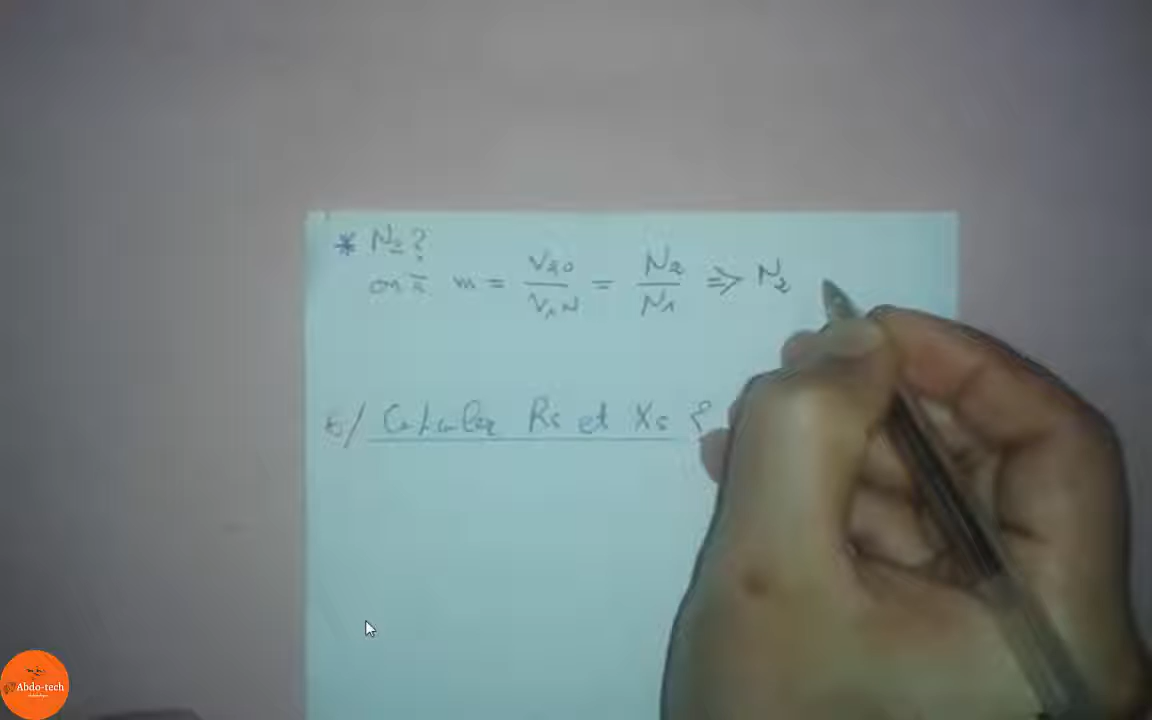 * N2?
on a m = V20/V1N = N2/N1 => N2
5/ Calculer Rs et Xs ?
Abdo-tech